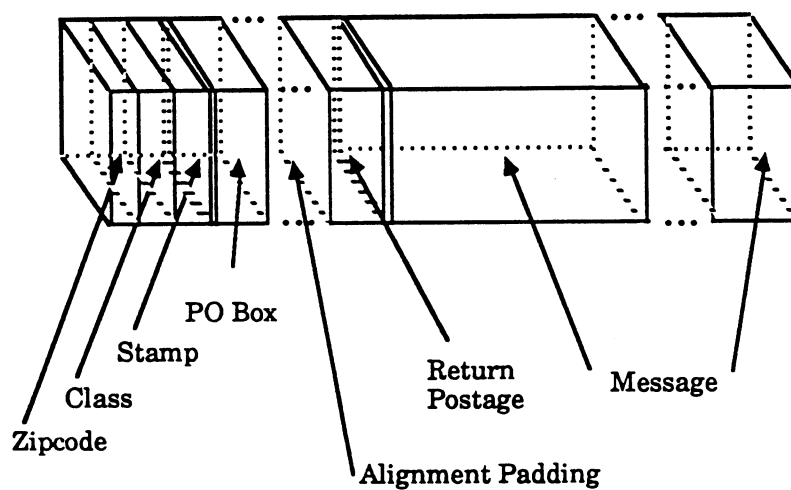 PO Box
Stamp
Class
Zipcode
Return
Postage
Message
Alignment Padding